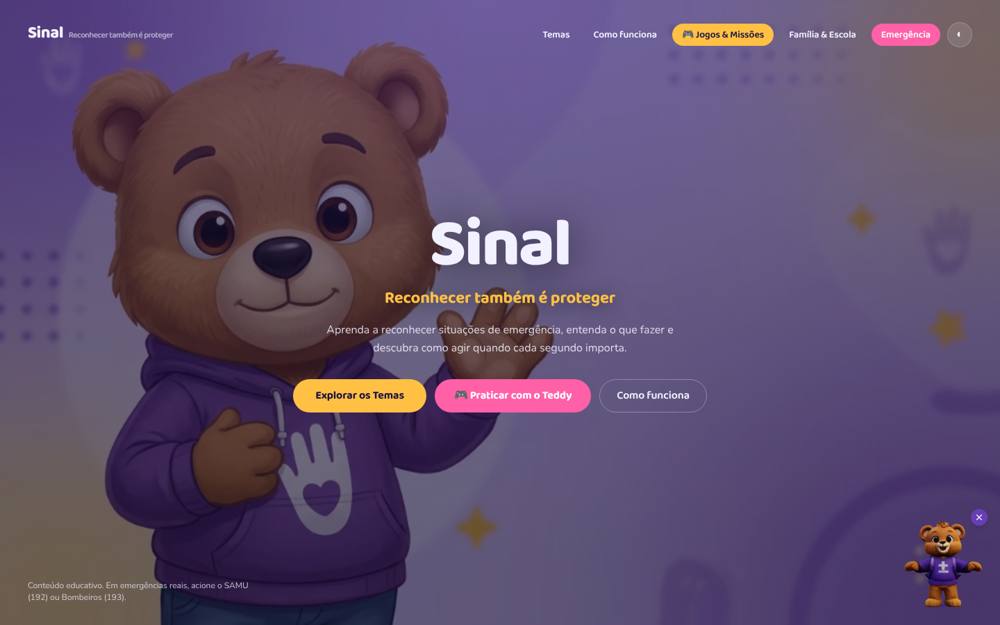 Sinal Reconhecer também é proteger
Temas
Como funciona
🎮 Jogos & Missões
Família & Escola
Emergência
Sinal
Reconhecer também é proteger
Aprenda a reconhecer situações de emergência, entenda o que fazer e
descubra como agir quando cada segundo importa.
Explorar os Temas
🎮 Praticar com o Teddy
Como funciona
Conteúdo educativo. Em emergências reais, acione o SAMU
(192) ou Bombeiros (193).